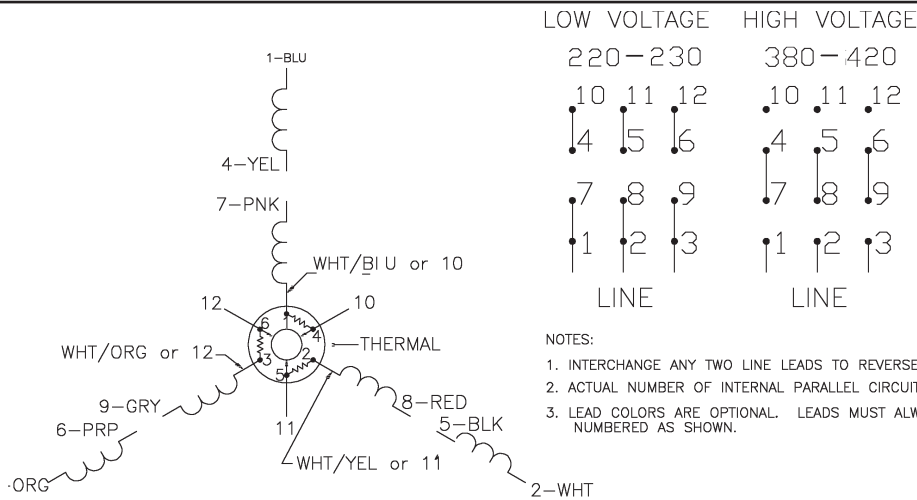 LOW VOLTAGE HIGH VOLTAGE
220-230 380-420
10 11 12 10 11 12
4 5 6 4 5 6
7 8 9 7 8 9
1 2 3 1 2 3
LINE LINE
1-BLU
4-YEL
7-PNK
WHT/BLU or 10
12 10
6 4
THERMAL
WHT/ORG or 12
3 2
5
9-GRY
8-RED
6-PRP
5-BLK
11
WHT/YEL or 11
-ORG
2-WHT
NOTES:
1. INTERCHANGE ANY TWO LINE LEADS TO REVERSE
2. ACTUAL NUMBER OF INTERNAL PARALLEL CIRCUIT
3. LEAD COLORS ARE OPTIONAL. LEADS MUST ALW
NUMBERED AS SHOWN.